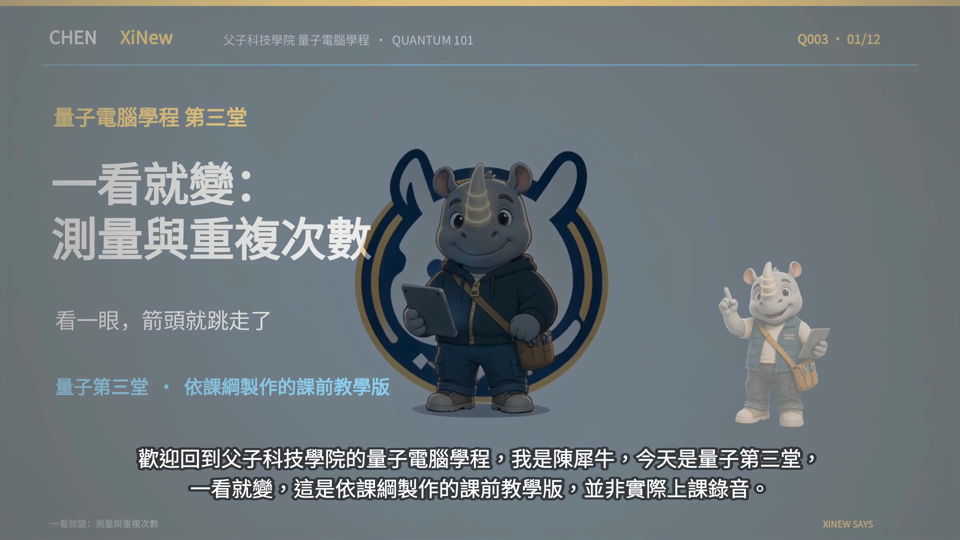 CHEN XiNew
父子科技學院 量子電腦學程 · QUANTUM 101
Q003 · 01/12
量子電腦學程 第三堂
一看就變：
測量與重複次數
看一眼，箭頭就跳走了
量子第三堂 · 依課綱製作的課前教學版
歡迎回到父子科技學院的量子電腦學程，我是陳犀牛，今天是量子第三堂，
一看就變，這是依課綱製作的課前教學版，並非實際上課錄音。
一看就變：測量與重複次數
XINEW SAYS